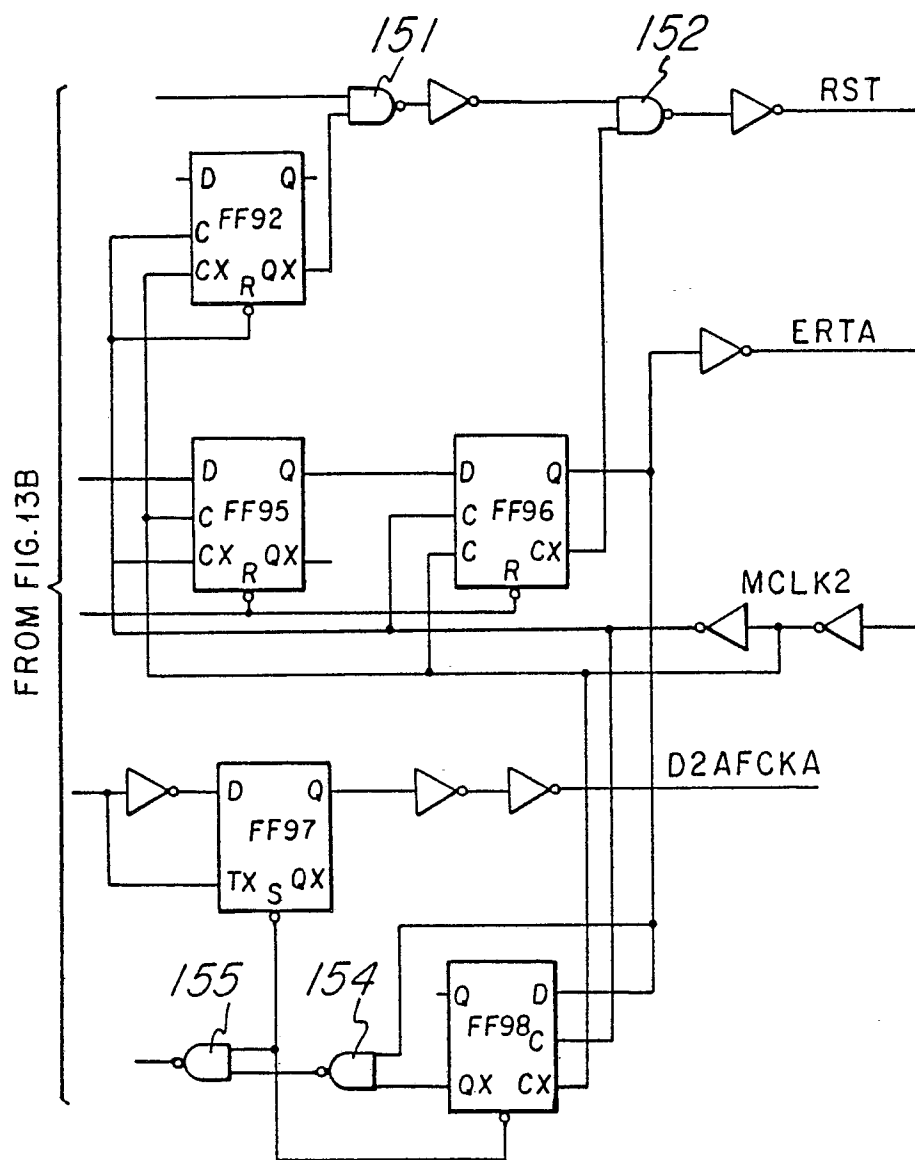 151
152
RST
D Q
FF92
C
CX QX
R
ERTA
D Q
C FF95
CX QX
R
D Q
C FF96
C CX
R
MCLK2
FROM FIG.13B
D2AFCKA
D Q
FF97
TX QX
S
155
154
Q D
FF98 C
QX CX